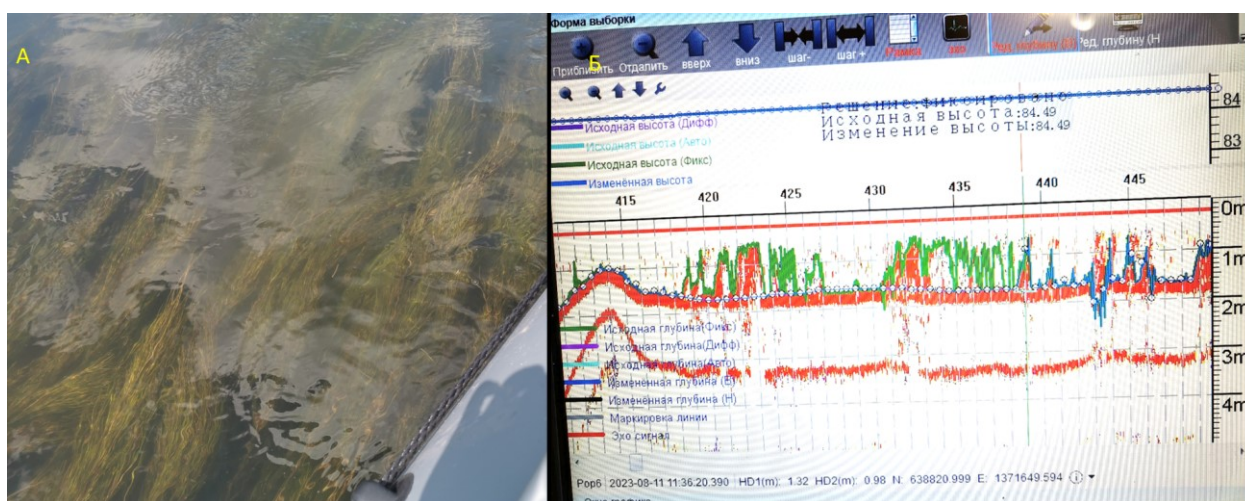 А
Форма выборки
Б
Приблизить Отдалить вверх вниз шаг- шаг + Ред. глубину (Н
Решение:фиксировано
Исходная высота:84.49
Изменение высоты:84.49
84
83
Исходная высота (Дифф)
Исходная высота (Авто)
Исходная высота (Фикс)
Изменённая высота
415 420 425 430 435 440 445
0m
1m
2m
3m
4m
Исходная глубина(Фикс)
Исходная глубина(Дифф)
Исходная глубина(Авто)
Изменённая глубина (Е)
Изменённая глубина (Н)
Маркировка линии
Эхо сигнал
2023-08-11 11:36:20.390 HD1(m): 1.32 HD2(m): 0.98 N: 638820.999 E: 1371649.594